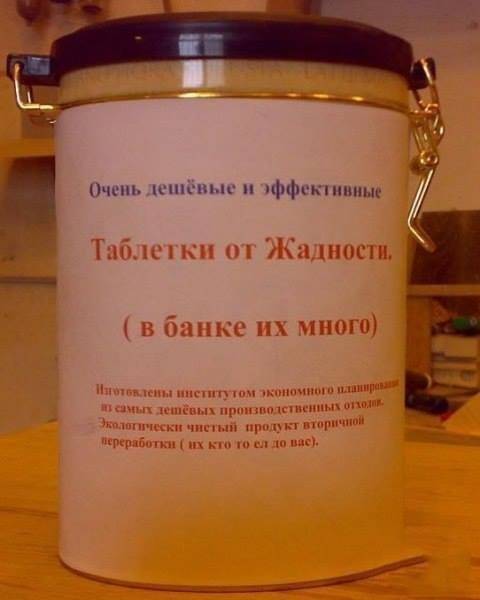 Очень дешёвые и эффективные
Таблетки от Жадности.
( в банке их много)
Изготовлены институтом экономного планирования
из самых дешёвых производственных отходов.
Экологически чистый продукт вторичной
переработки ( их кто то ел до вас).